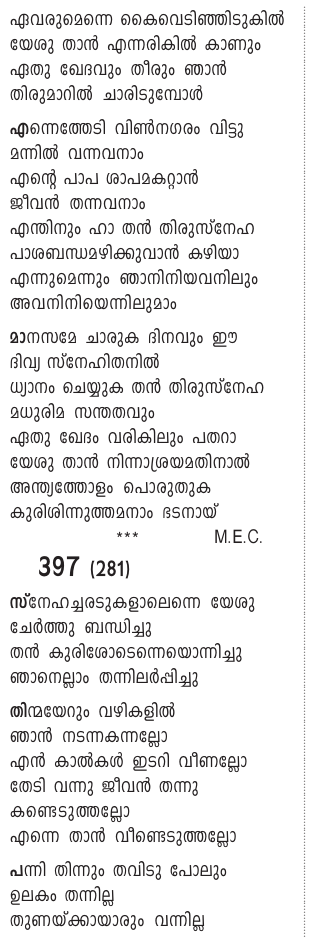 ഏവരുമെന്നെ കൈവെടിഞ്ഞിടുകിൽ
യേശു താൻ എന്നരികിൽ കാണും
ഏതു ഖേദവും തീരും ഞാൻ
തിരുമാറിൽ ചാരിടുമ്പോൾ
എന്നെത്തേടി വിൺനഗരം വിട്ടു
മന്നിൽ വന്നവനാം
എന്റെ പാപ ശാപമകറ്റാൻ
ജീവൻ തന്നവനാം
എന്തിനും ഹാ തൻ തിരുസ്നേഹ
പാശബന്ധമഴിക്കുവാൻ കഴിയാ
എന്നുമെന്നും ഞാനിനിയവനിലും
അവനിനിയെന്നിലുമാം
മാനസമേ ചാരുക ദിനവും ഈ
ദിവ്യ സ്നേഹിതനിൽ
ധ്യാനം ചെയ്യുക തൻ തിരുസ്നേഹ
മധുരിമ സന്തതവും
ഏതു ഖേദം വരികിലും പതറാ
യേശു താൻ നിന്നാശ്രയമതിനാൽ
അന്ത്യത്തോളം പൊരുതുക
കുരിശിന്നുത്തമനാം ഭടനായ്
*** M.E.C.
397 (281)
സ്നേഹച്ചരടുകളാലെന്നെ യേശു
ചേർത്തു ബന്ധിച്ചു
തൻ കുരിശോടെന്നെയൊന്നിച്ചു
ഞാനെല്ലാം തന്നിലർപ്പിച്ചു
തിന്മയേറും വഴികളിൽ
ഞാൻ നടന്നകന്നല്ലോ
എൻ കാൽകൾ ഇടറി വീണല്ലോ
തേടി വന്നു ജീവൻ തന്നു
കണ്ടെടുത്തല്ലോ
എന്നെ താൻ വീണ്ടെടുത്തല്ലോ
പന്നി തിന്നും തവിടു പോലും
ഉലകം തന്നില്ല
തുണയ്ക്കായാരും വന്നില്ല